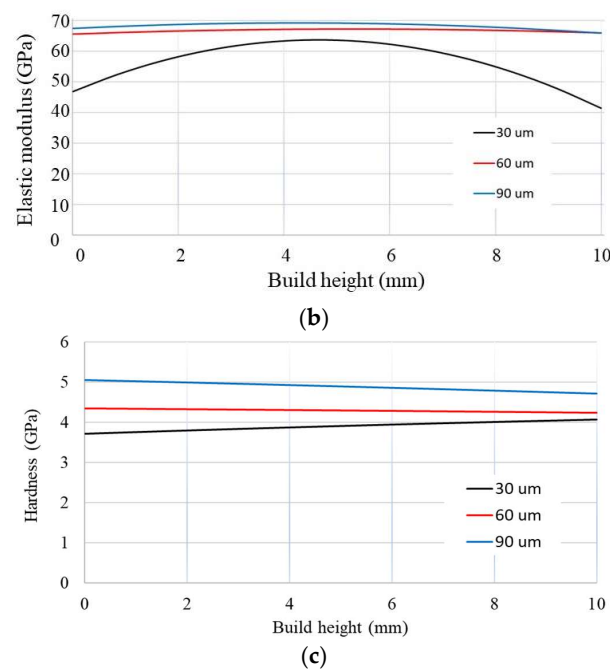 70
60
50
40
30
20
10
0
Elastic modulus (GPa)
30 um
60 um
90 um
0 2 4 6 8 10
Build height (mm)
(b)
6
5
4
3
2
1
0
Hardness (GPa)
30 um
60 um
90 um
0 2 4 6 8 10
Build height (mm)
(c)